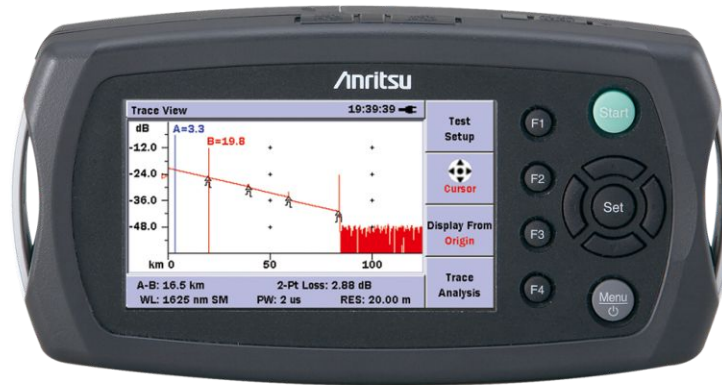 Anritsu
Trace View 19:39:39
dB
A=3.3
B=19.8
-12.0
-24.0
-36.0
-48.0
km 0 50 100
A-B: 16.5 km 2-Pt Loss: 2.88 dB
WL: 1625 nm SM PW: 2 us RES: 20.00 m
Test
Setup
Cursor
Display From
Origin
Trace
Analysis
F1
F2
F3
F4
Start
Set
Menu